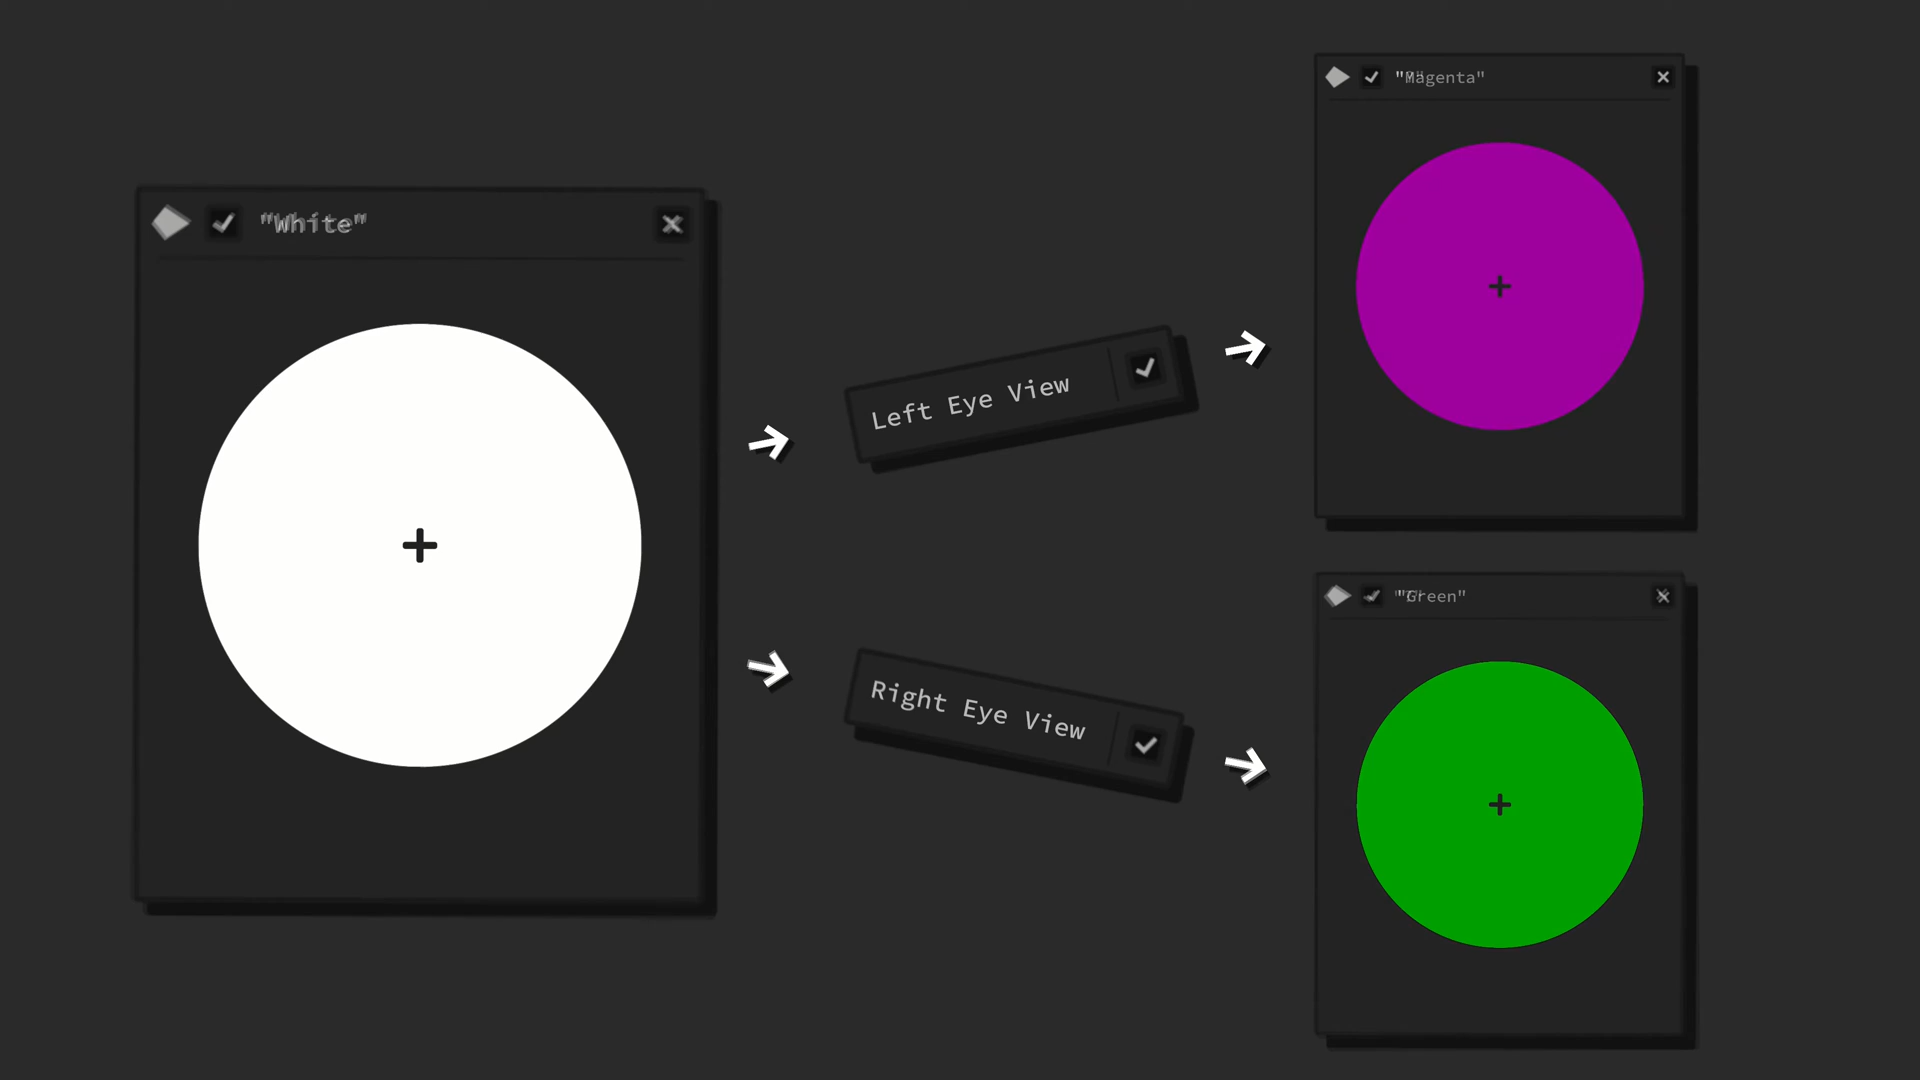 "White"
Left Eye View
Right Eye View
"Magenta"
"Green"